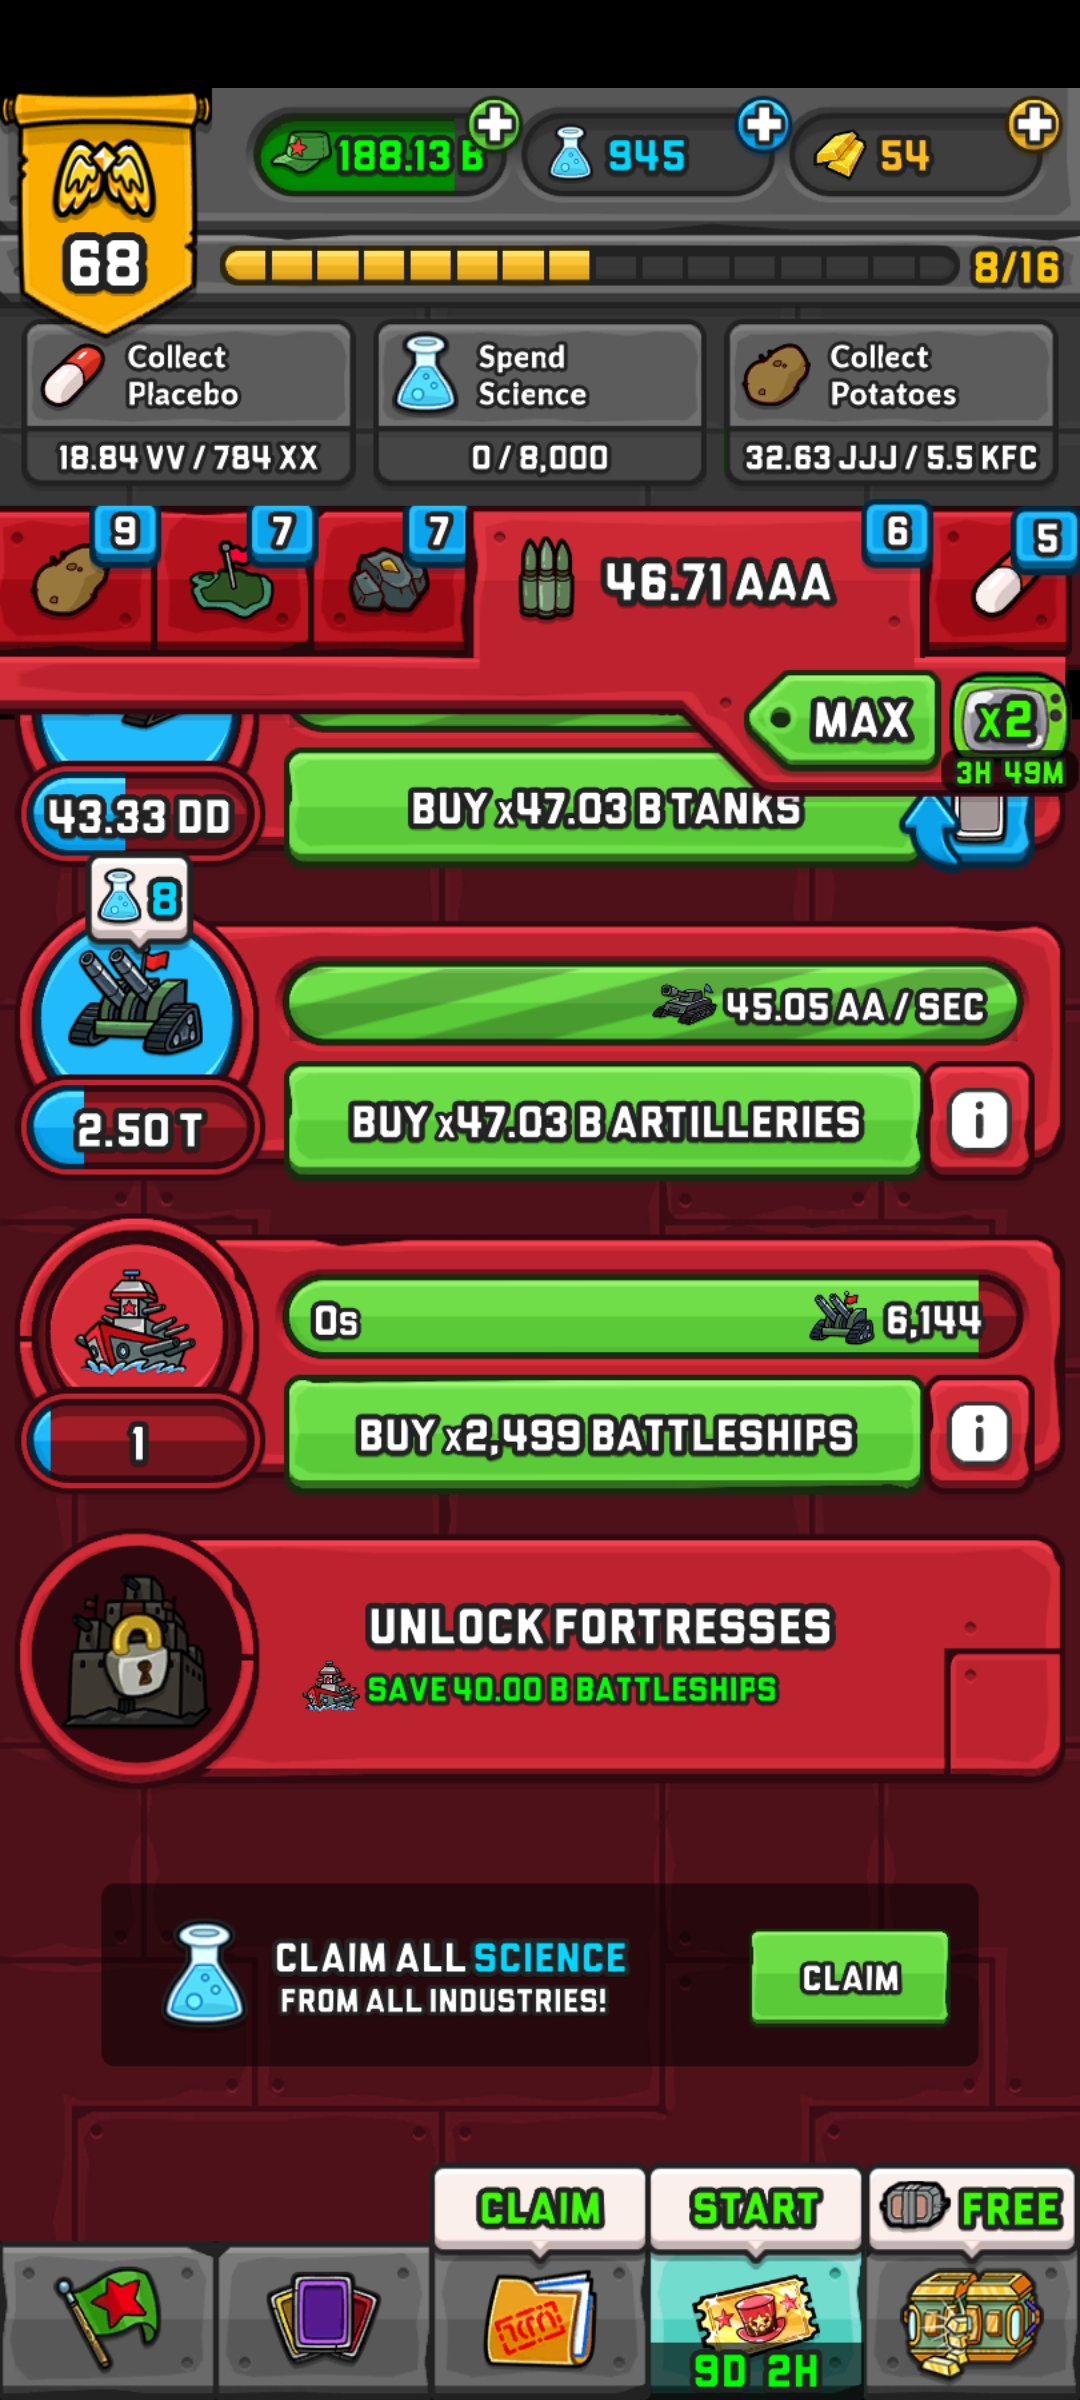 188.13 B
945
54
68
8/16
Collect Placebo
18.84 VV / 784 XX
Spend Science
0 / 8,000
Collect Potatoes
32.63 JJJ / 5.5 KFC
9
7
7
46.71 AAA
6
5
MAX
x2
3H 49M
43.33 DD
BUY x47.03 B TANKS
8
45.05 AA / SEC
2.50 T
BUY x47.03 B ARTILLERIES
i
0s
6,144
1
BUY x2,499 BATTLESHIPS
i
UNLOCK FORTRESSES
SAVE 40.00 B BATTLESHIPS
CLAIM ALL SCIENCE
FROM ALL INDUSTRIES!
CLAIM
CLAIM
START
FREE
9D 2H